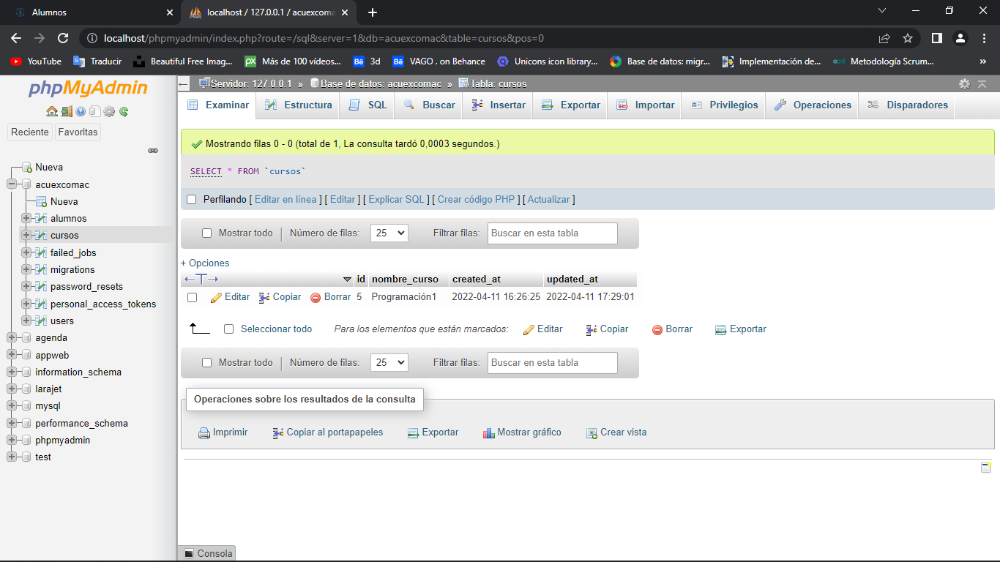 Alumnos
localhost / 127.0.0.1 / acuexcoma
localhost/phpmyadmin/index.php?route=/sql&server=1&db=acuexcomac&table=cursos&pos=0
YouTube Traducir Beautiful Free Imag... Más de 100 vídeos... 3d VAGO . on Behance Unicons icon library... Base de datos: migr... Implementación de... Metodología Scrum... »
phpMyAdmin
Reciente Favoritas
Nueva
acuexcomac
Nueva
alumnos
cursos
failed_jobs
migrations
password_resets
personal_access_tokens
users
agenda
appweb
information_schema
larajet
mysql
performance_schema
phpmyadmin
test
Servidor: 127.0.0.1 » Base de datos: acuexcomac » Tabla: cursos
Examinar Estructura SQL Buscar Insertar Exportar Importar Privilegios Operaciones Disparadores
Mostrando filas 0 - 0 (total de 1, La consulta tardó 0,0003 segundos.)
SELECT * FROM `cursos`
Perfilando [ Editar en línea ] [ Editar ] [ Explicar SQL ] [ Crear código PHP ] [ Actualizar ]
Mostrar todo Número de filas: 25 Filtrar filas: Buscar en esta tabla
+ Opciones
id nombre_curso created_at updated_at
Editar Copiar Borrar 5 Programación1 2022-04-11 16:26:25 2022-04-11 17:29:01
Seleccionar todo Para los elementos que están marcados: Editar Copiar Borrar Exportar
Mostrar todo Número de filas: 25 Filtrar filas: Buscar en esta tabla
Operaciones sobre los resultados de la consulta
Imprimir Copiar al portapapeles Exportar Mostrar gráfico Crear vista
Consola